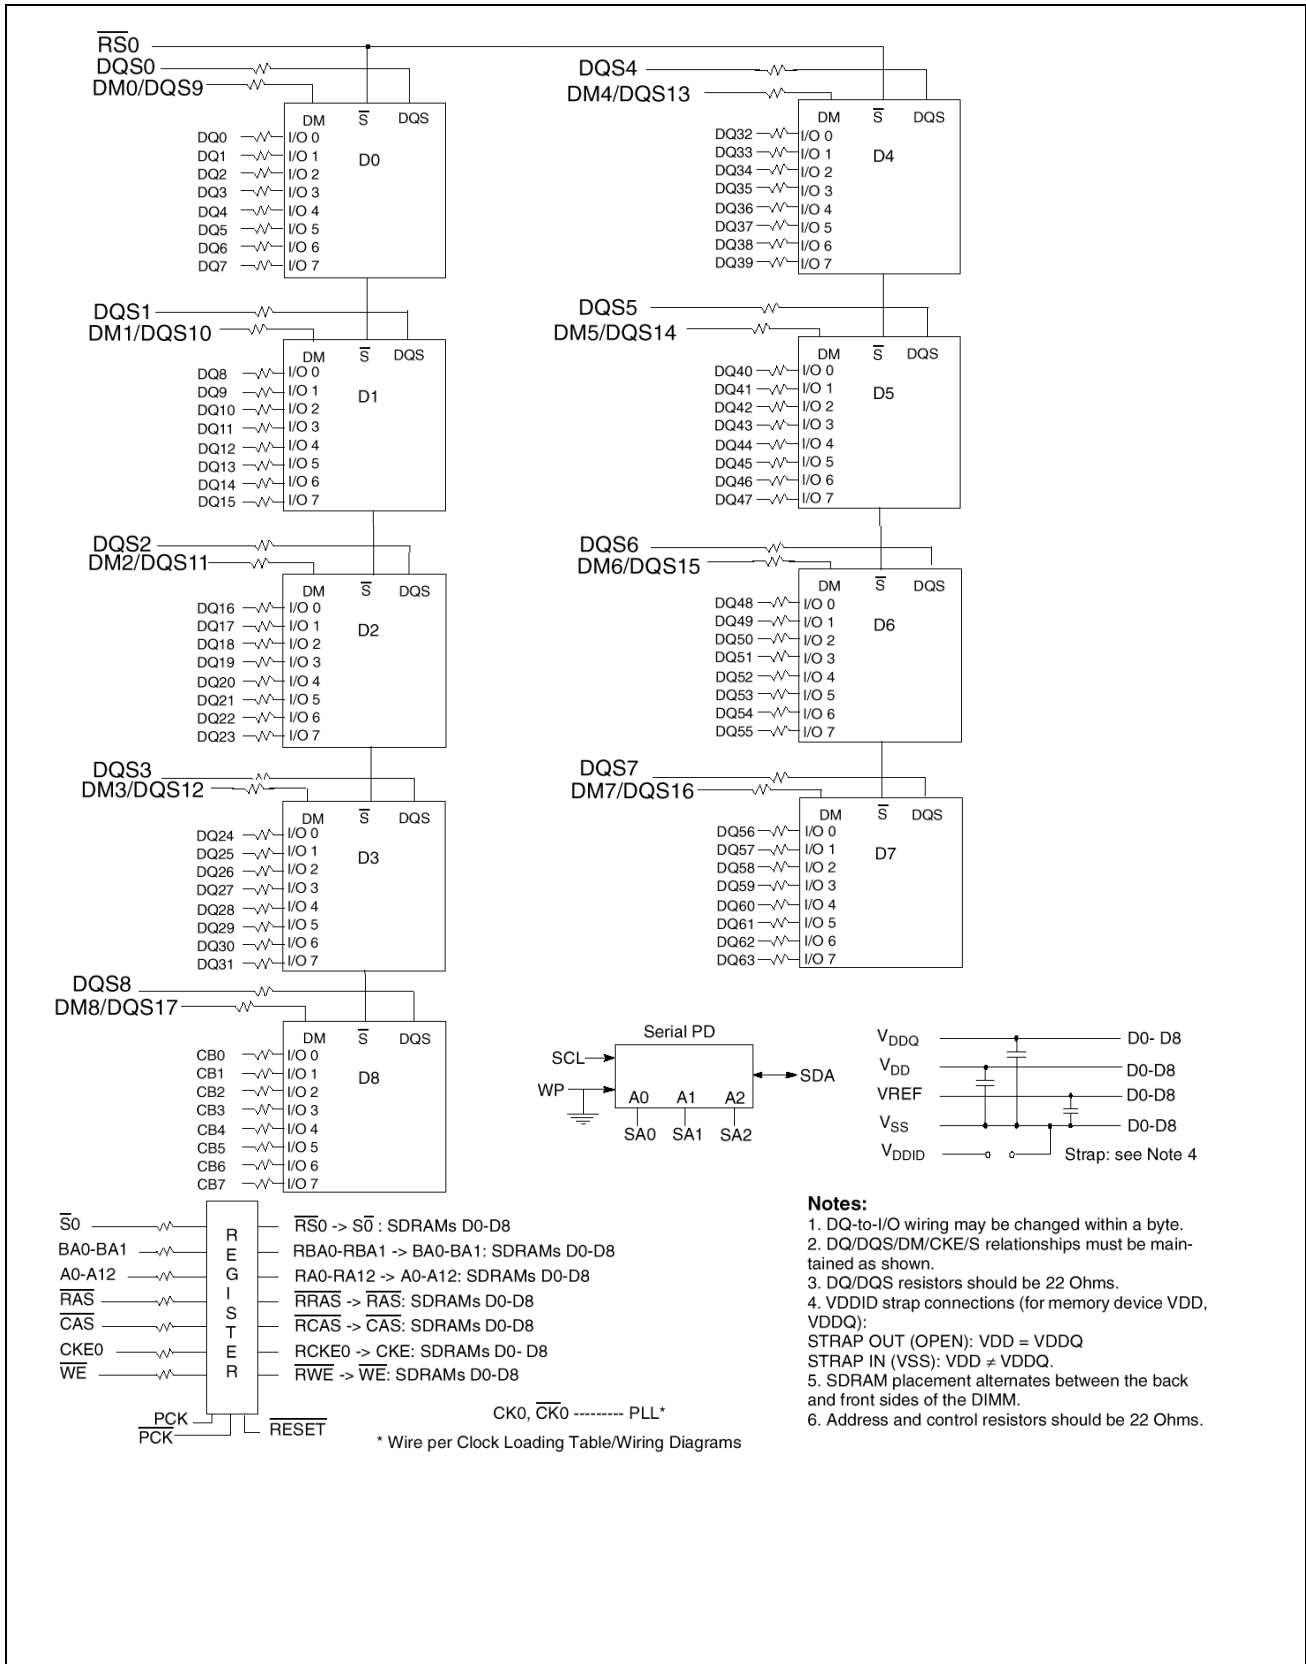 RS0
DQS0
DM0/DQS9
DM S DQS
D0
DQ0 I/O 0
DQ1 I/O 1
DQ2 I/O 2
DQ3 I/O 3
DQ4 I/O 4
DQ5 I/O 5
DQ6 I/O 6
DQ7 I/O 7
DQS1
DM1/DQS10
DM S DQS
D1
DQ8 I/O 0
DQ9 I/O 1
DQ10 I/O 2
DQ11 I/O 3
DQ12 I/O 4
DQ13 I/O 5
DQ14 I/O 6
DQ15 I/O 7
DQS2
DM2/DQS11
DM S DQS
D2
DQ16 I/O 0
DQ17 I/O 1
DQ18 I/O 2
DQ19 I/O 3
DQ20 I/O 4
DQ21 I/O 5
DQ22 I/O 6
DQ23 I/O 7
DQS3
DM3/DQS12
DM S DQS
D3
DQ24 I/O 0
DQ25 I/O 1
DQ26 I/O 2
DQ27 I/O 3
DQ28 I/O 4
DQ29 I/O 5
DQ30 I/O 6
DQ31 I/O 7
DQS8
DM8/DQS17
DM S DQS
D8
CB0 I/O 0
CB1 I/O 1
CB2 I/O 2
CB3 I/O 3
CB4 I/O 4
CB5 I/O 5
CB6 I/O 6
CB7 I/O 7
DQS4
DM4/DQS13
DM S DQS
D4
DQ32 I/O 0
DQ33 I/O 1
DQ34 I/O 2
DQ35 I/O 3
DQ36 I/O 4
DQ37 I/O 5
DQ38 I/O 6
DQ39 I/O 7
DQS5
DM5/DQS14
DM S DQS
D5
DQ40 I/O 0
DQ41 I/O 1
DQ42 I/O 2
DQ43 I/O 3
DQ44 I/O 4
DQ45 I/O 5
DQ46 I/O 6
DQ47 I/O 7
DQS6
DM6/DQS15
DM S DQS
D6
DQ48 I/O 0
DQ49 I/O 1
DQ50 I/O 2
DQ51 I/O 3
DQ52 I/O 4
DQ53 I/O 5
DQ54 I/O 6
DQ55 I/O 7
DQS7
DM7/DQS16
DM S DQS
D7
DQ56 I/O 0
DQ57 I/O 1
DQ58 I/O 2
DQ59 I/O 3
DQ60 I/O 4
DQ61 I/O 5
DQ62 I/O 6
DQ63 I/O 7
Serial PD
SCL
WP
SDA
A0 A1 A2
SA0 SA1 SA2
VDDQ D0- D8
VDD D0-D8
VREF D0-D8
VSS D0-D8
VDDID Strap: see Note 4
REGISTER
S0 RS0 -> S0 : SDRAMs D0-D8
BA0-BA1 RBA0-RBA1 -> BA0-BA1: SDRAMs D0-D8
A0-A12 RA0-RA12 -> A0-A12: SDRAMs D0-D8
RAS RRAS -> RAS: SDRAMs D0-D8
CAS RCAS -> CAS: SDRAMs D0-D8
CKE0 RCKE0 -> CKE: SDRAMs D0- D8
WE RWE -> WE: SDRAMs D0-D8
PCK
PCK
RESET
CK0, CK0 --------- PLL*
* Wire per Clock Loading Table/Wiring Diagrams
Notes:
1. DQ-to-I/O wiring may be changed within a byte.
2. DQ/DQS/DM/CKE/S relationships must be main-
tained as shown.
3. DQ/DQS resistors should be 22 Ohms.
4. VDDID strap connections (for memory device VDD,
VDDQ):
STRAP OUT (OPEN): VDD = VDDQ
STRAP IN (VSS): VDD ≠ VDDQ.
5. SDRAM placement alternates between the back
and front sides of the DIMM.
6. Address and control resistors should be 22 Ohms.